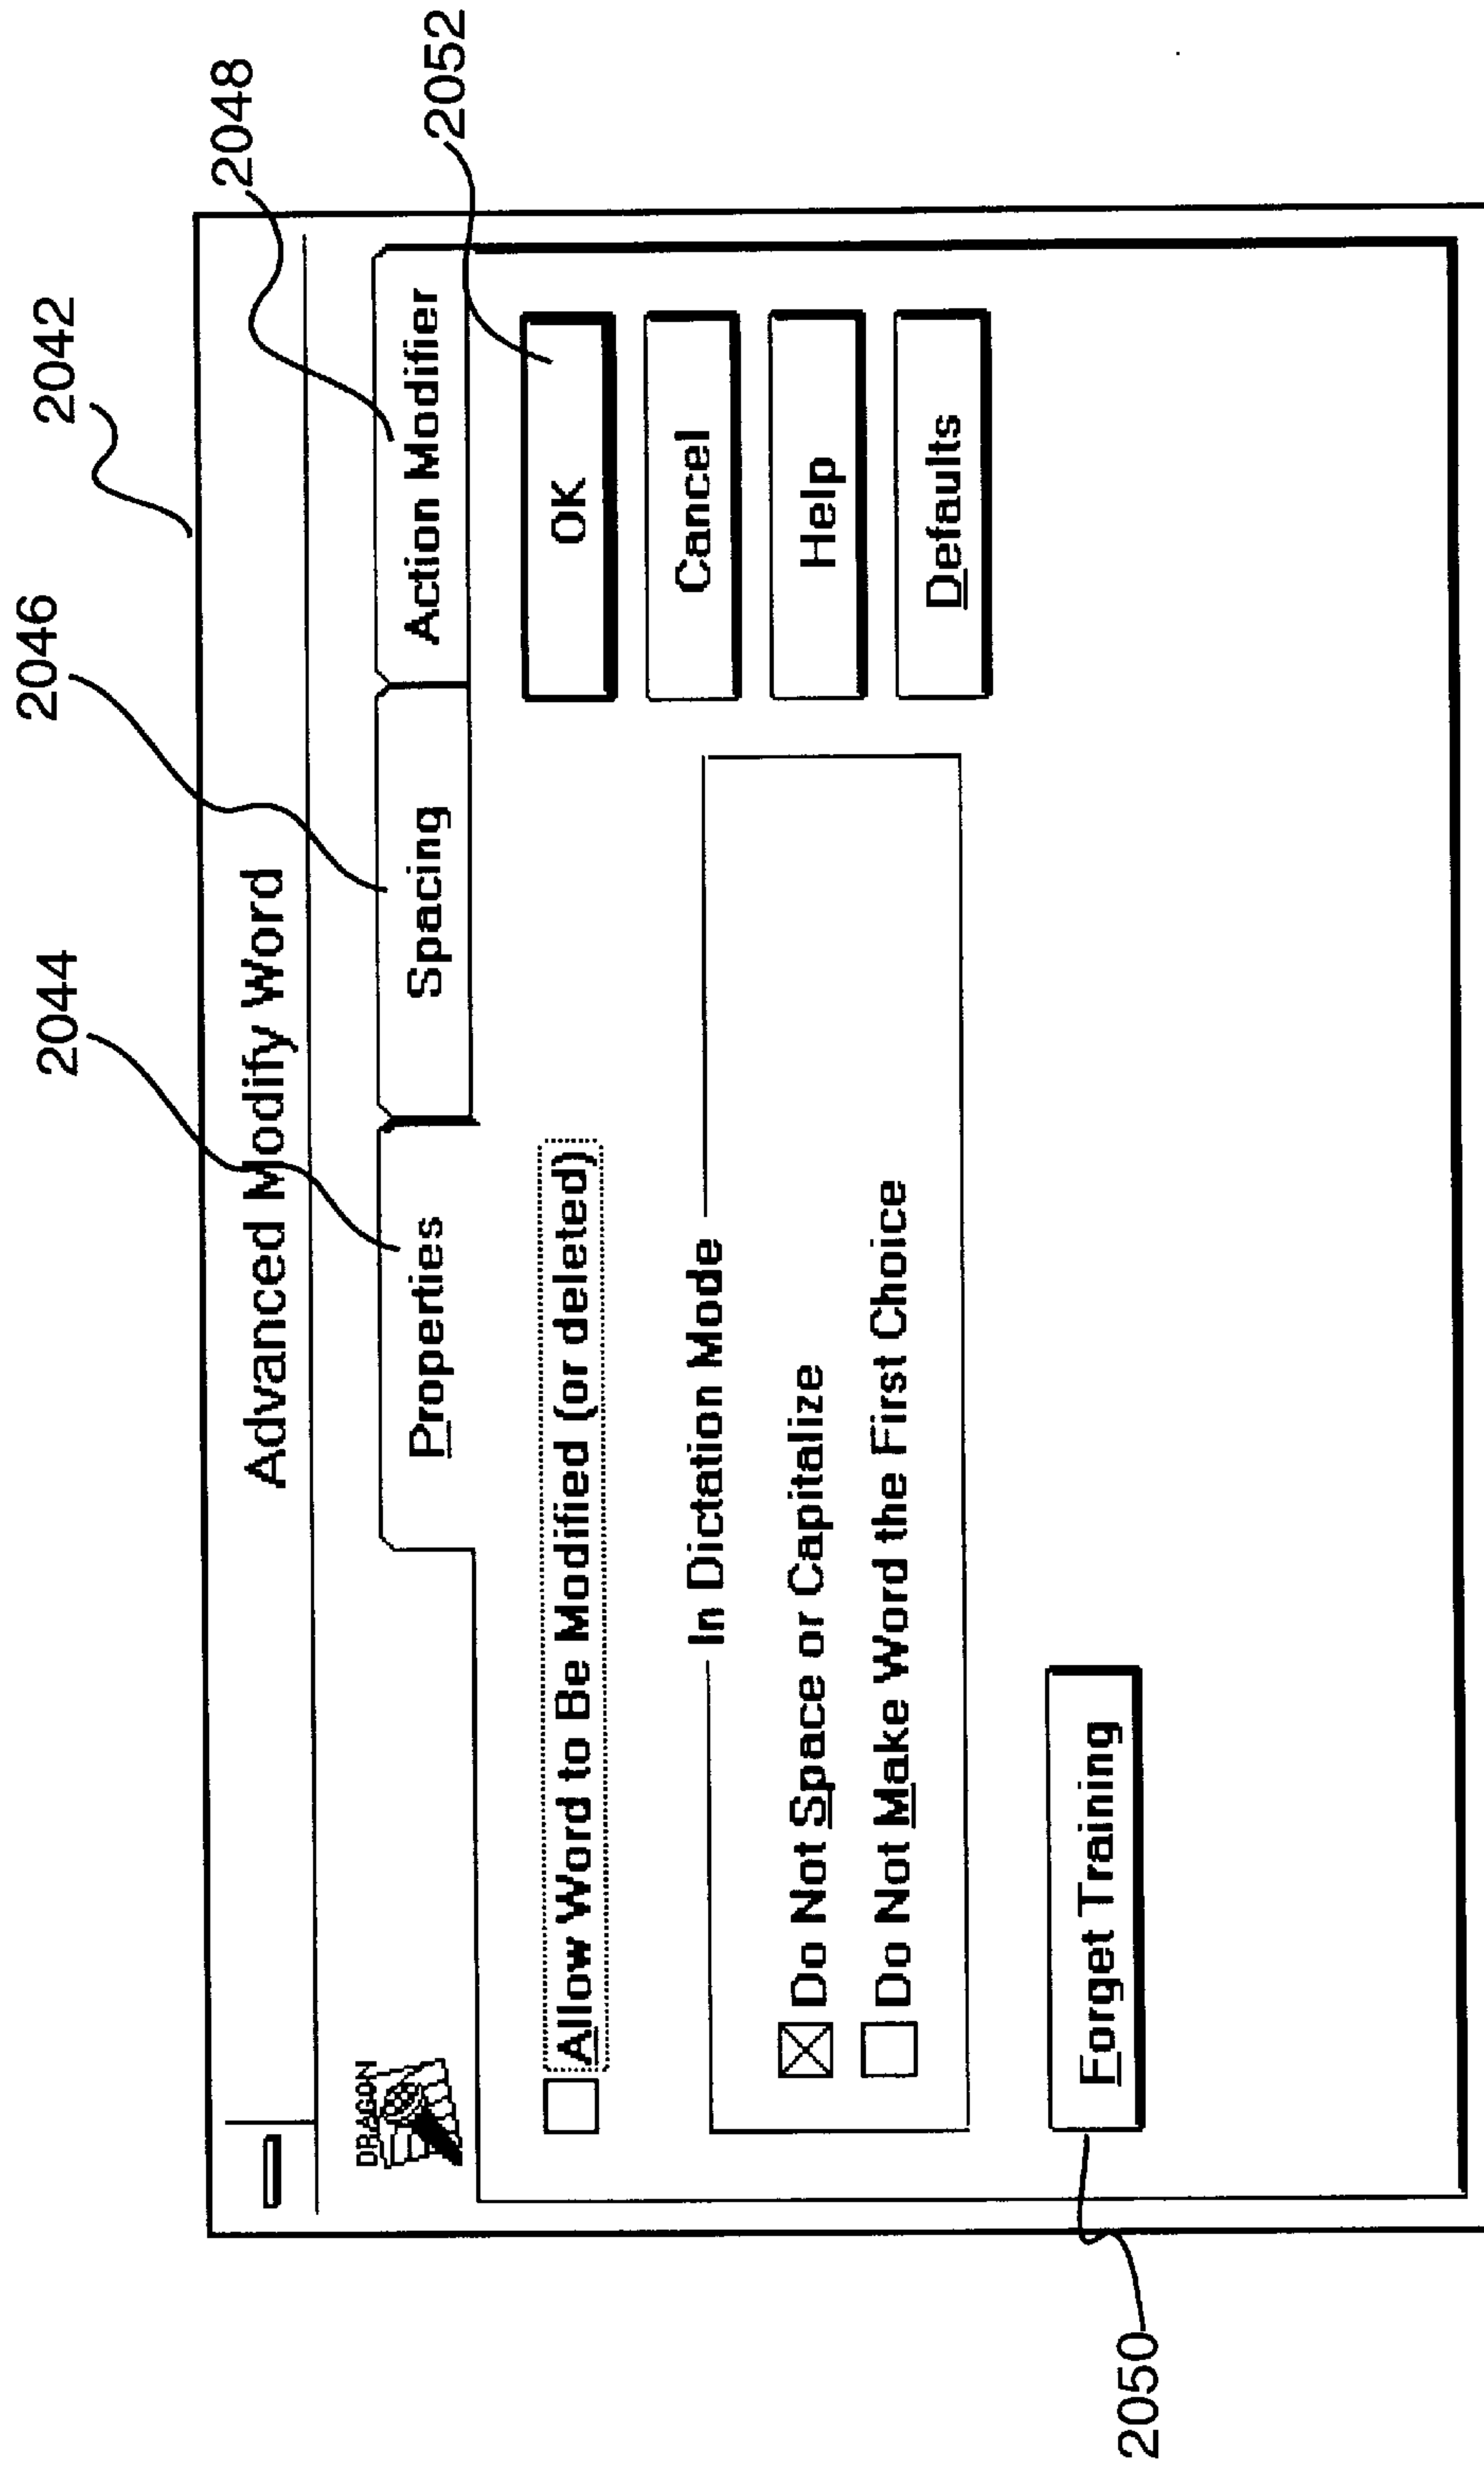 2042
2044
2046
2048
2052
Advanced Modify Word
DRAGON
Properties
Spacing
Action Modifier
Allow Word to Be Modified (or deleted)
OK
In Dictation Mode
Cancel
Do Not Space or Capitalize
Help
Do Not Make Word the First Choice
Defaults
Forget Training
2050